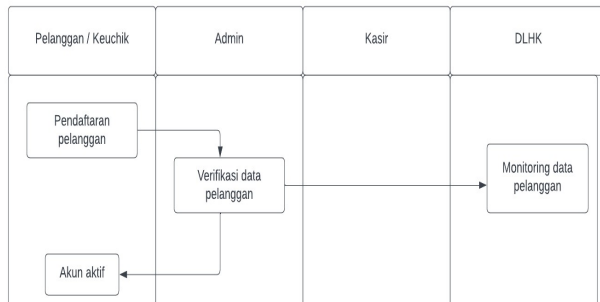 Pelanggan / Keuchik
Admin
Kasir
DLHK
Pendaftaran
pelanggan
Verifikasi data
pelanggan
Monitoring data
pelanggan
Akun aktif